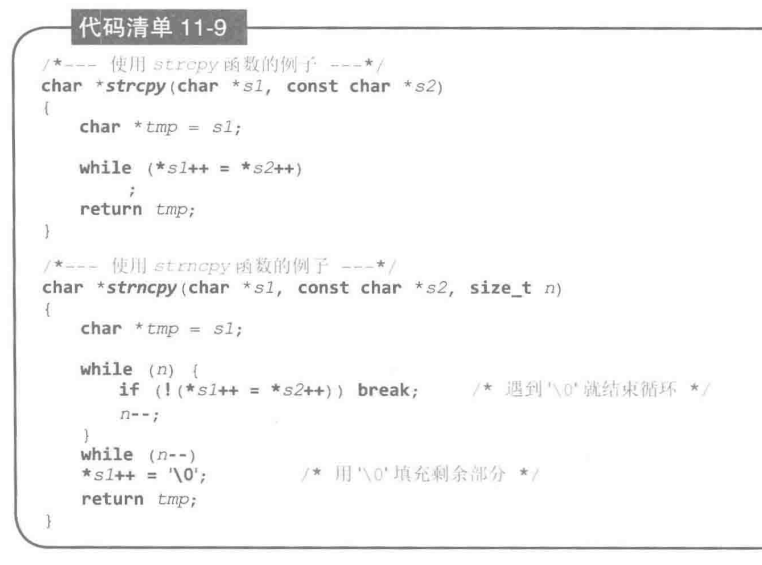 代码清单 11-9
/*--- 使用 strcpy 函数的例子 ---*/
char *strcpy(char *s1, const char *s2)
{
    char *tmp = s1;

    while (*s1++ = *s2++)
        ;
    return tmp;
}

/*--- 使用 strncpy 函数的例子 ---*/
char *strncpy(char *s1, const char *s2, size_t n)
{
    char *tmp = s1;

    while (n) {
        if (!(*s1++ = *s2++)) break;    /* 遇到'\0'就结束循环 */
        n--;
    }
    while (n--)
    *s1++ = '\0';    /* 用'\0'填充剩余部分 */
    return tmp;
}